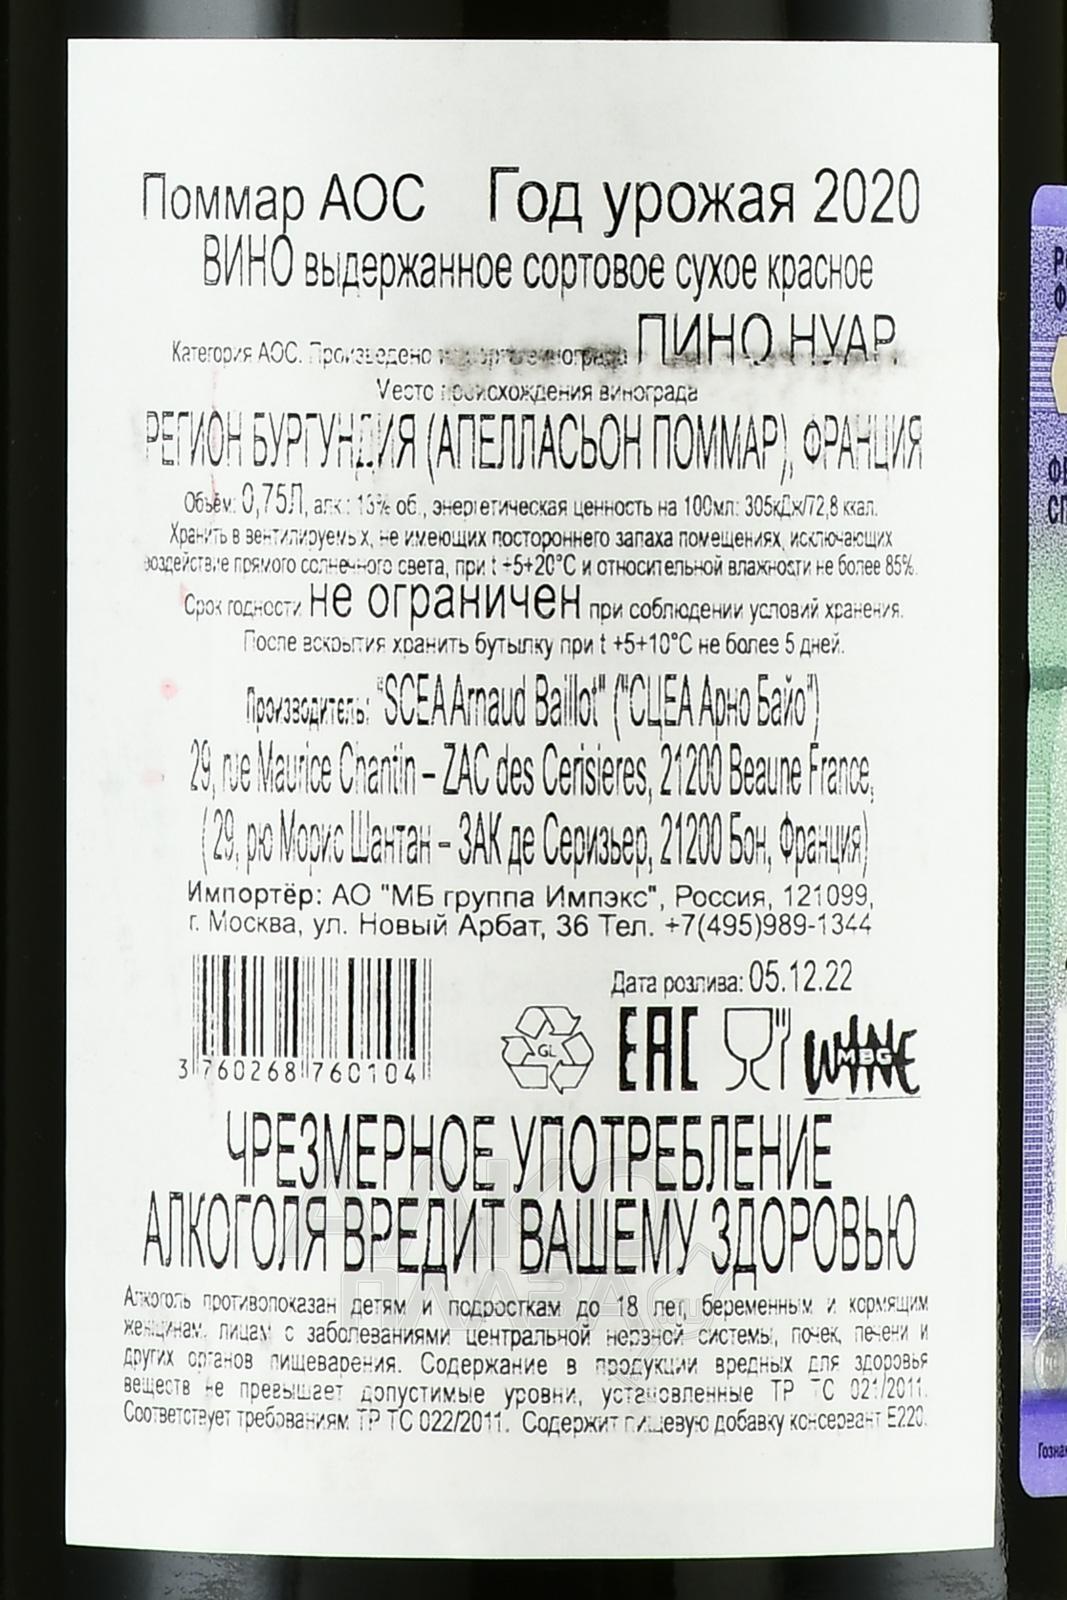 Поммар АОС Год урожая 2020
ВИНО выдержанное сортовое сухое красное
Категория АОС. Произведено из сорта винограда ПИНО НУАР.
Место происхождения винограда
РЕГИОН БУРГУНДИЯ (АПЕЛЛАСЬОН ПОММАР), ФРАНЦИЯ
Объём: 0,75Л, алк.: 13% об., энергетическая ценность на 100мл: 305кДж/72,8 ккал.
Хранить в вентилируемых, не имеющих постороннего запаха помещениях, исключающих
воздействие прямого солнечного света, при t +5+20°С и относительной влажности не более 85%.
Срок годности не ограничен при соблюдении условий хранения.
После вскрытия хранить бутылку при t +5+10°С не более 5 дней.
Производитель: "SCEA Arnaud Baillot" ("СЦЕА Арно Байо")
29, rue Maurice Chantin – ZAC des Cerisieres, 21200 Beaune France,
( 29, рю Морис Шантан – ЗАК де Серизьер, 21200 Бон, Франция)
Импортёр: АО "МБ группа Импэкс", Россия, 121099,
г. Москва, ул. Новый Арбат, 36 Тел. +7(495)989-1344
Дата розлива: 05.12.22
GL EAC WINE MBG
3 760268 760104
ЧРЕЗМЕРНОЕ УПОТРЕБЛЕНИЕ
АЛКОГОЛЯ ВРЕДИТ ВАШЕМУ ЗДОРОВЬЮ
Алкоголь противопоказан детям и подросткам до 18 лет, беременным и кормящим
женщинам, лицам с заболеваниями центральной нервной системы, почек, печени и
других органов пищеварения. Содержание в продукции вредных для здоровья
веществ не превышает допустимые уровни, установленные ТР ТС 021/2011.
Соответствует требованиям ТР ТС 022/2011. Содержит пищевую добавку консервант Е220.
АЛКО
ПЛАЗА
.ru